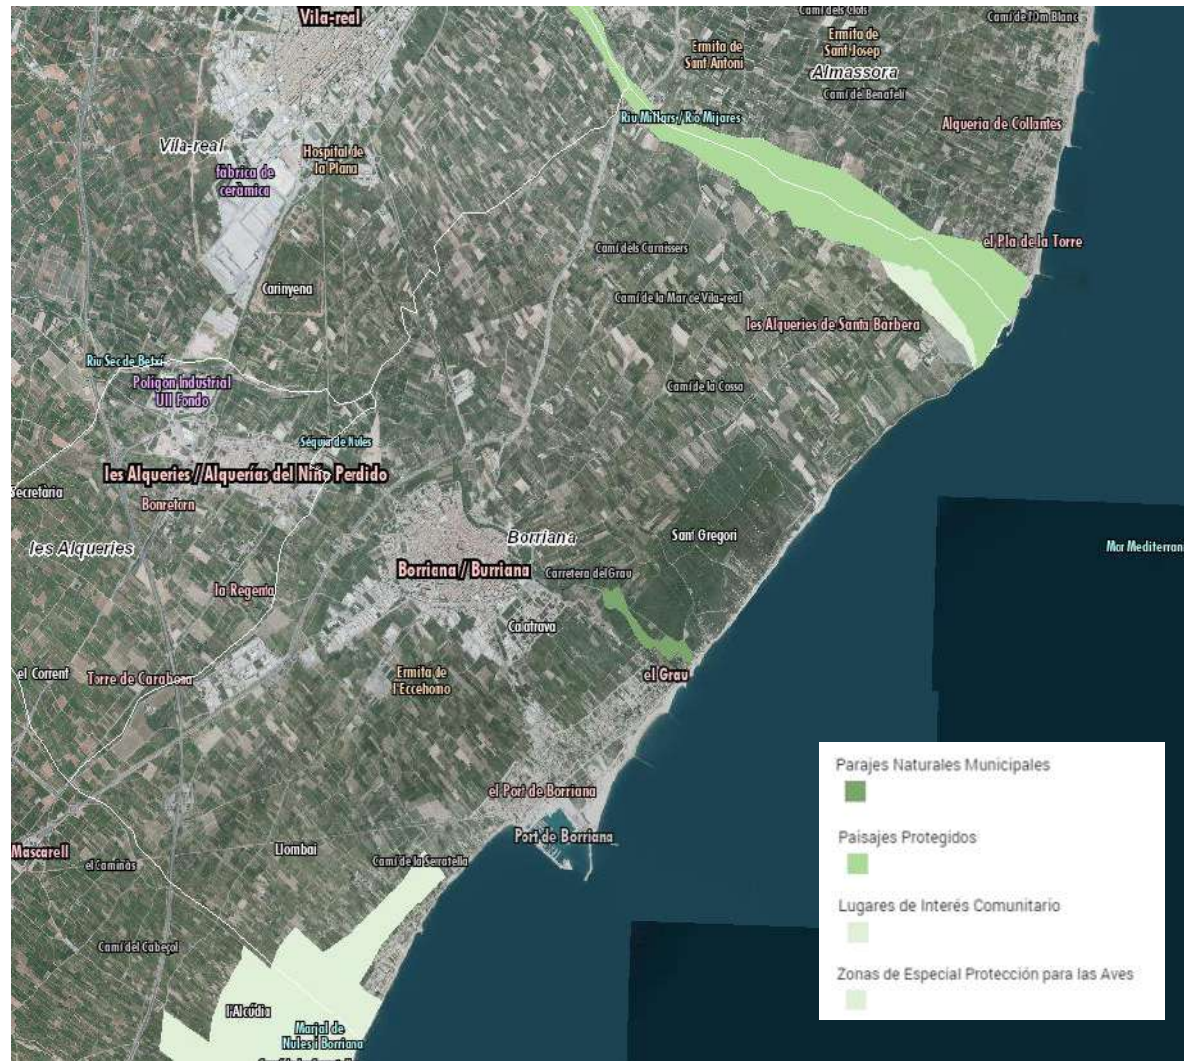 Vila-real
Camí dels Clots
Camí de l'Om Blanc
Ermita de
Sant Antoni
Ermita de
Sant Josep
Almassora
Camí de Benafelí
Riu Millars / Río Mijares
Alqueria de Collantes
Vila-real
Hospital de
la Plana
fàbrica de
ceràmica
el Pla de la Torre
Camí dels Carnissers
Carinyena
Camí de la Mar de Vila-real
les Alqueries de Santa Bàrbera
Riu Sec de Betxí
Polígon Industrial
Ull Fondo
Camí de la Cossa
Séquia de Nules
les Alqueries / Alquerías del Niño Perdido
Secretària
Bonretorn
les Alqueries
Borriana
Sant Gregori
Mar Mediterrani
Borriana / Burriana
Carretera del Grau
la Regenta
Calatrava
el Corrent
Torre de Carabona
Ermita de
l'Eccehomo
el Grau
Parajes Naturales Municipales
el Port de Borriana
Port de Borriana
Paisajes Protegidos
Mascarell
el Caminàs
Llombai
Camí de la Serratella
Lugares de Interés Comunitario
Camí del Cabeçol
Zonas de Especial Protección para las Aves
l'Alcúdia
Marjal de
Nules i Borriana